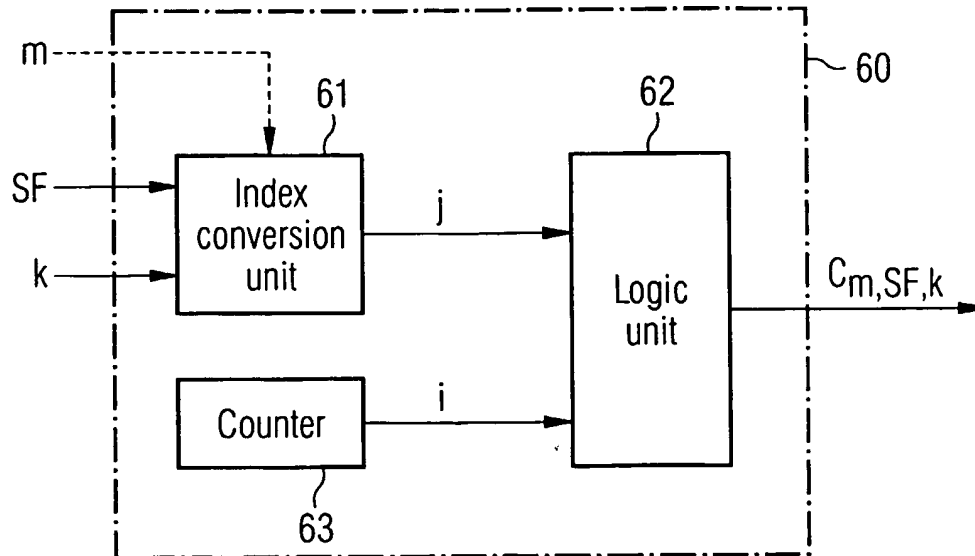 m
60
61
62
SF
Index
conversion
unit
j
k
Logic
unit
Cm,SF,k
Counter
i
63